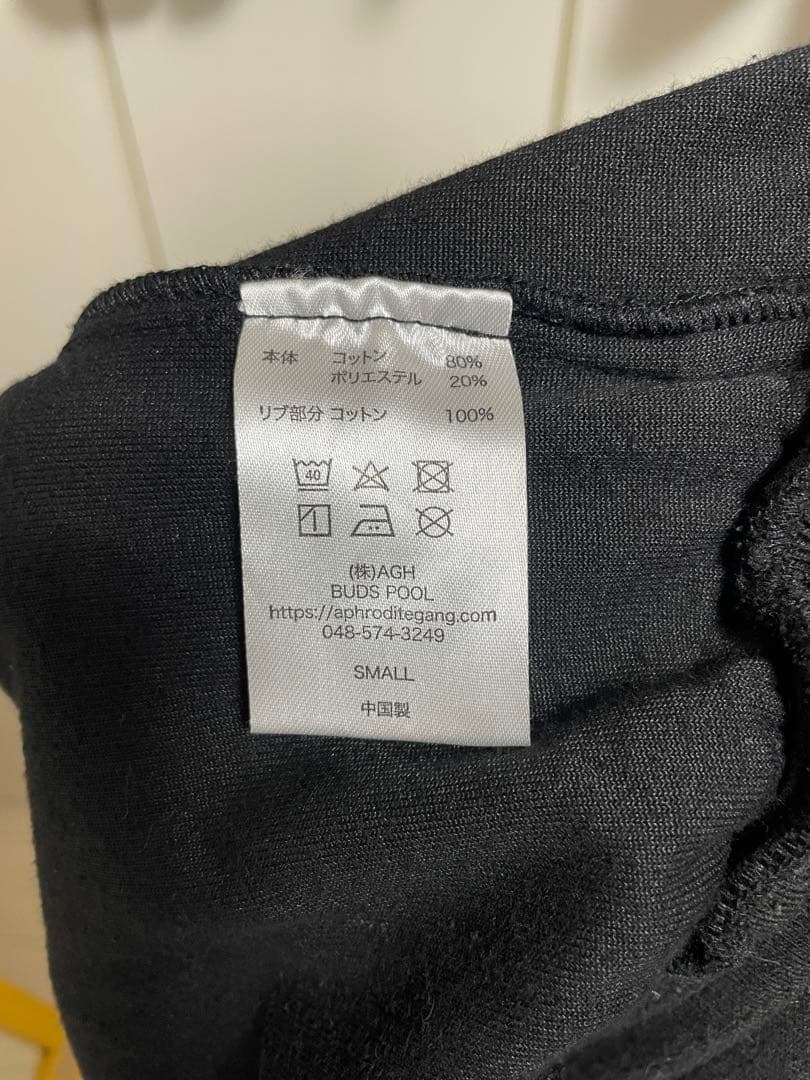 本体 コットン 80%
ポリエステル 20%
リブ部分 コットン 100%
40
(株)AGH
BUDS POOL
https://aphroditegang.com
048-574-3249
SMALL
中国製